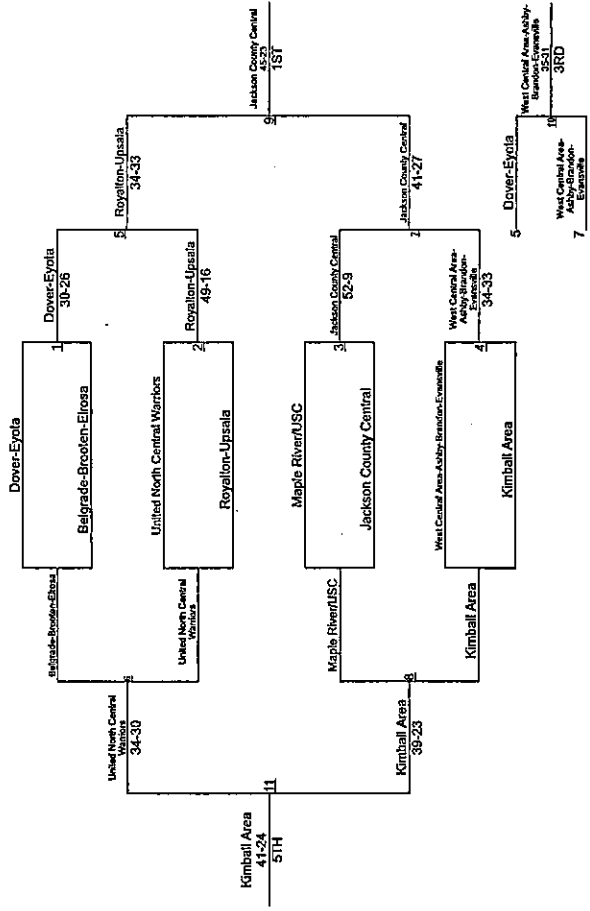 Dover-Eyota
Belgrade-Brooten-Elrosa
1
Dover-Eyota
30-26
United North Central Warriors
Royalton-Upsala
2
Royalton-Upsala
49-16
5
Royalton-Upsala
34-33
Maple River/USC
Jackson County Central
3
Jackson County Central
52-9
West Central Area-Ashby-Brandon-Evansville
Kimball Area
4
West Central Area-
Ashby-Brandon-
Evansville
34-33
7
Jackson County Central
41-27
9
Jackson County Central
45-23
1ST
Belgrade-Brooten-Elrosa
United North Central
Warriors
6
United North Central
Warriors
34-30
Maple River/USC
Kimball Area
8
Kimball Area
39-23
11
Kimball Area
41-24
5TH
5
Dover-Eyota
7
West Central Area-
Ashby-Brandon-
Evansville
10
West Central Area-Ashby-
Brandon-Evansville
35-31
3RD